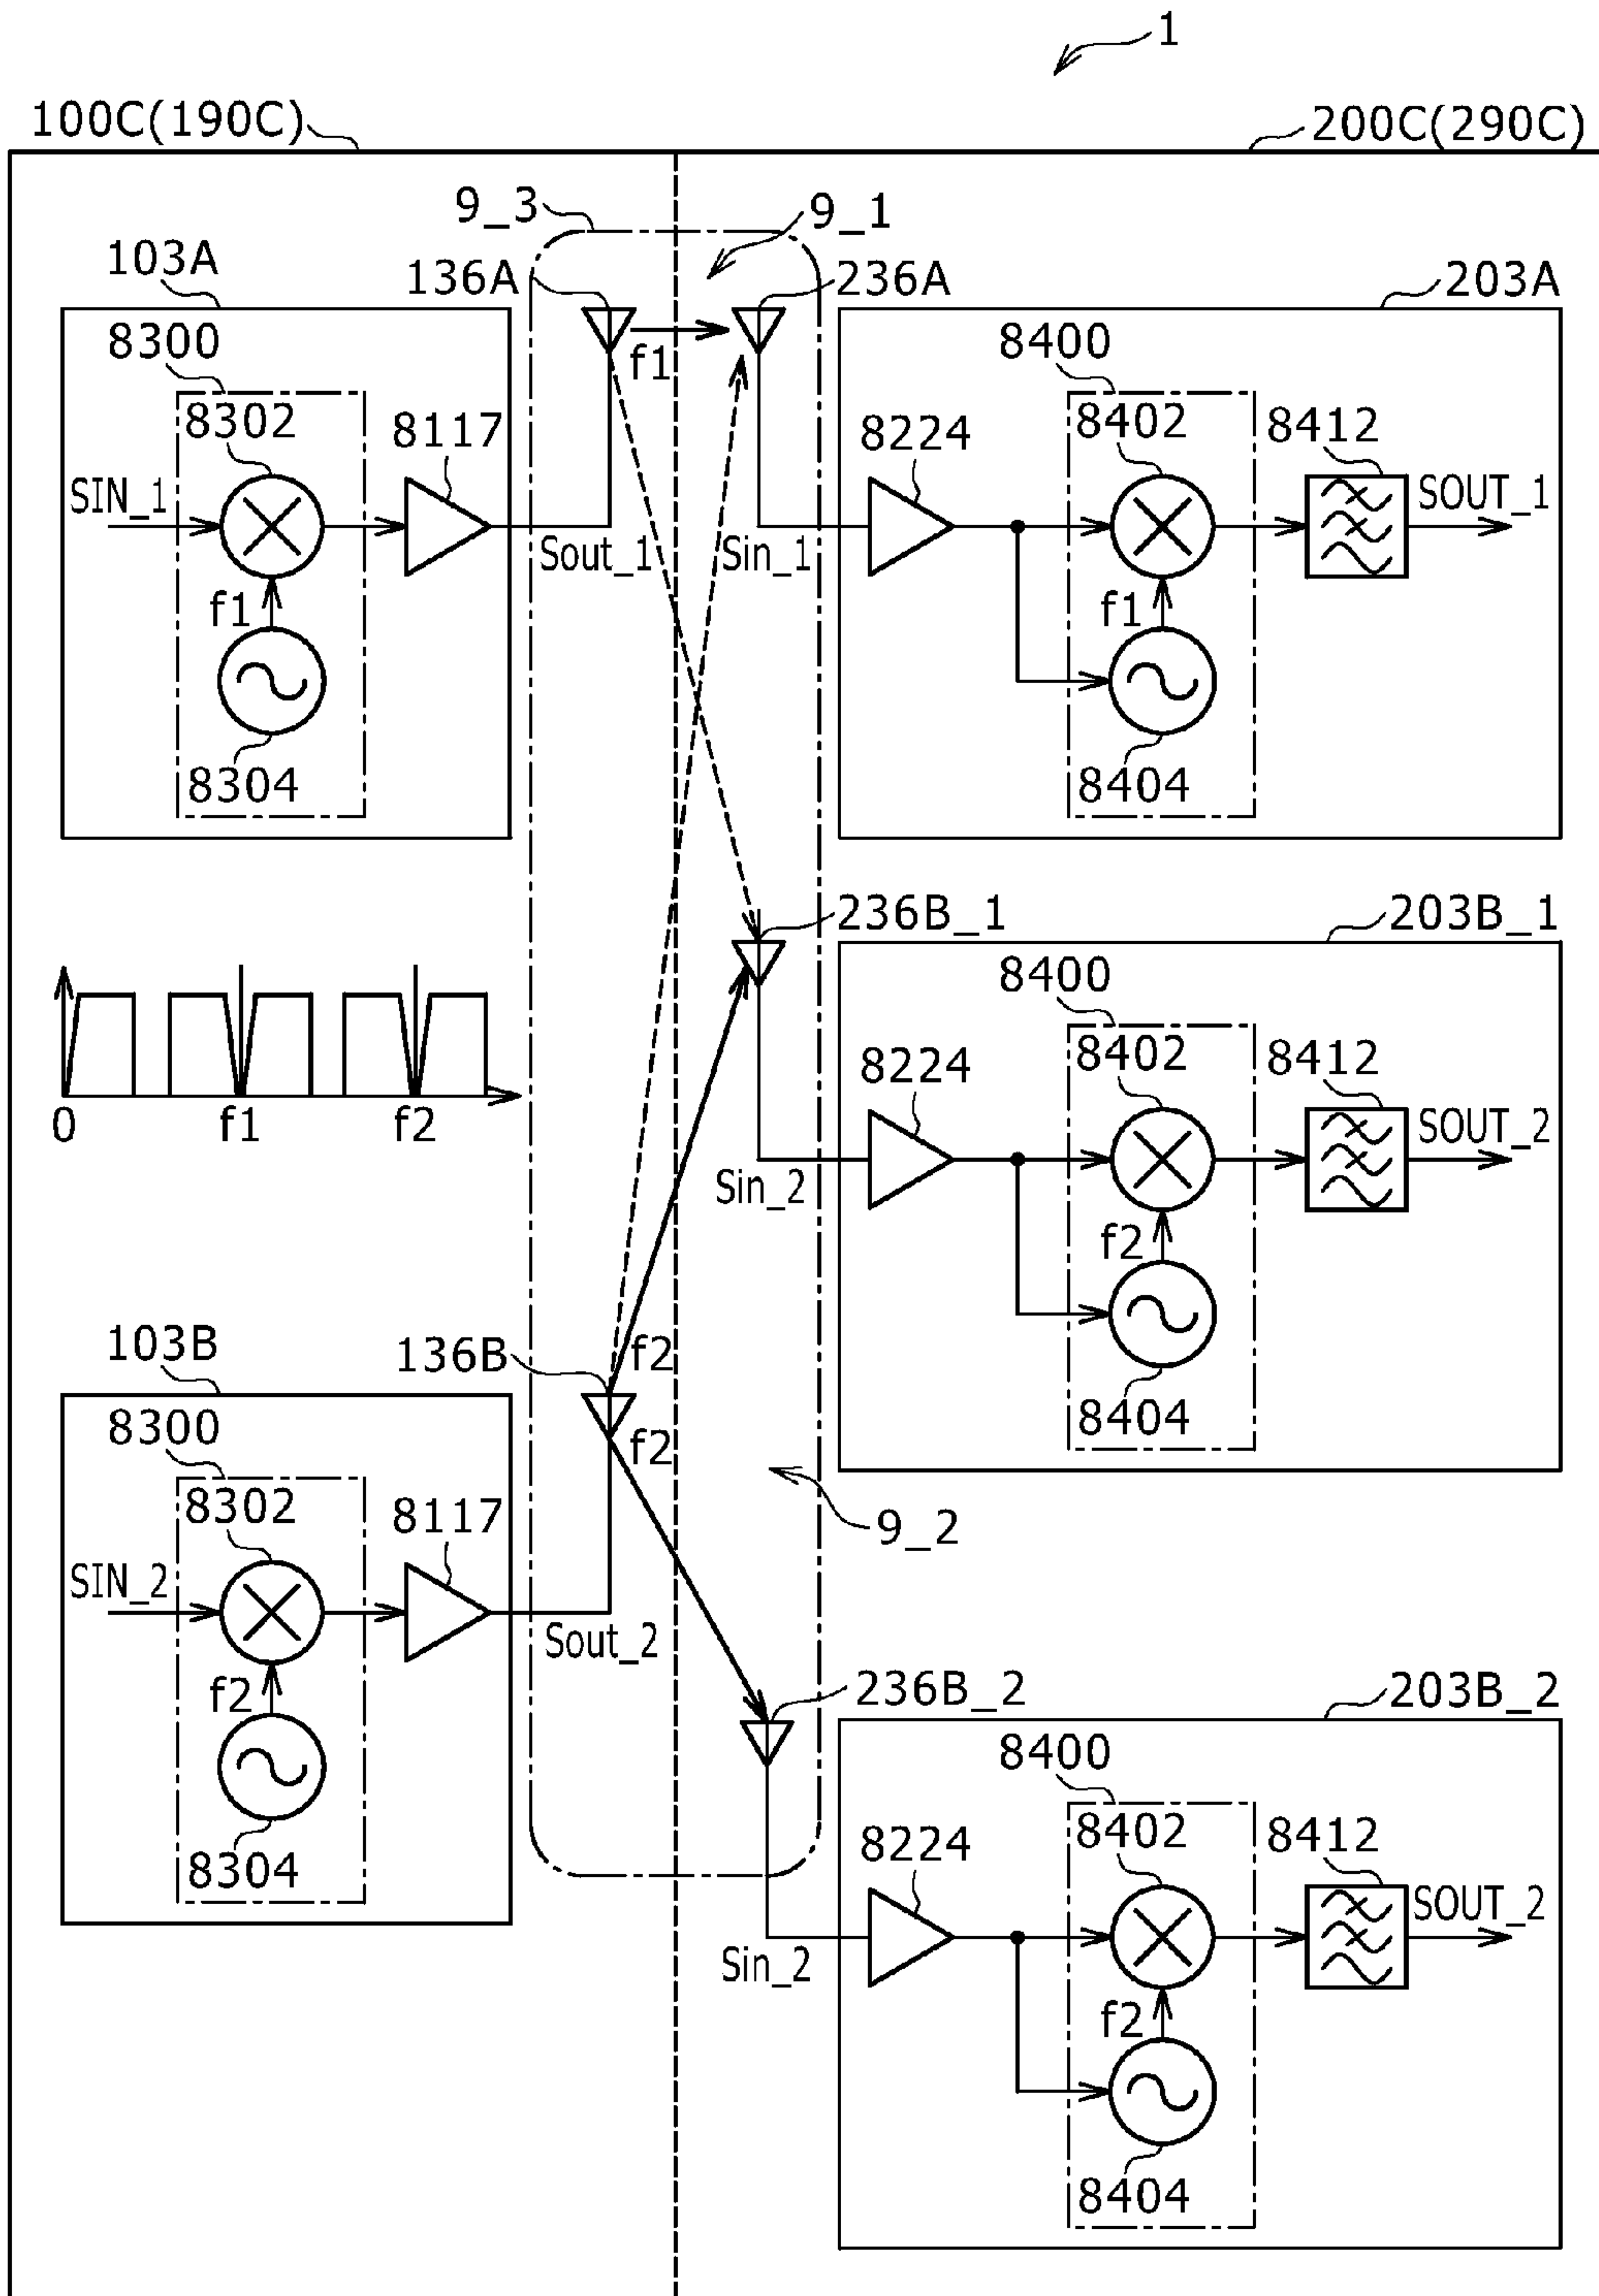 1
100C(190C)
200C(290C)
9_3
9_1
103A
136A
236A
203A
8300
f1
8400
8302
8117
8224
8402
8412
SIN_1
SOUT_1
Sout_1
Sin_1
f1
f1
8304
8404
236B_1
203B_1
8400
8224
8402
8412
0
f1
f2
SOUT_2
Sin_2
f2
103B
136B
f2
8404
8300
f2
8302
8117
9_2
SIN_2
Sout_2
f2
236B_2
203B_2
8400
8304
8224
8402
8412
SOUT_2
Sin_2
f2
8404